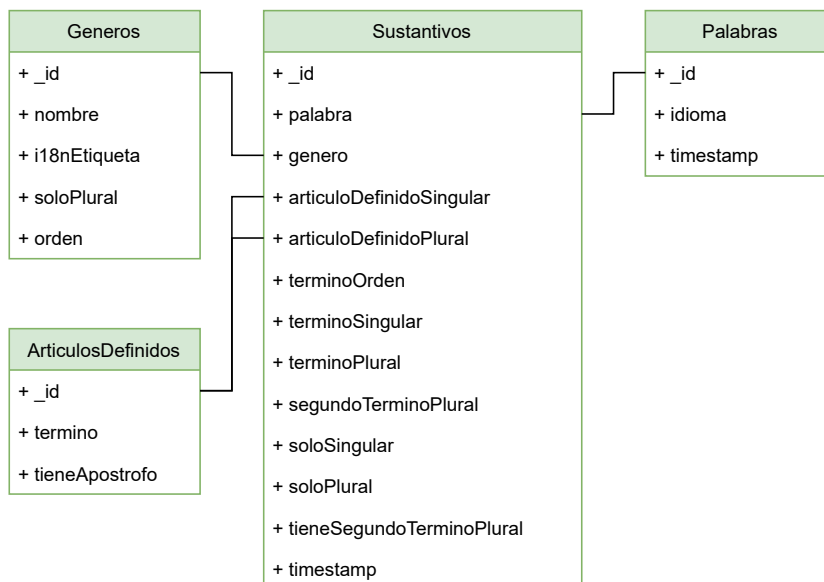 Generos
+ _id
+ nombre
+ i18nEtiqueta
+ soloPlural
+ orden
ArticulosDefinidos
+ _id
+ termino
+ tieneApostrofo
Sustantivos
+ _id
+ palabra
+ genero
+ articuloDefinidoSingular
+ articuloDefinidoPlural
+ terminoOrden
+ terminoSingular
+ terminoPlural
+ segundoTerminoPlural
+ soloSingular
+ soloPlural
+ tieneSegundoTerminoPlural
+ timestamp
Palabras
+ _id
+ idioma
+ timestamp